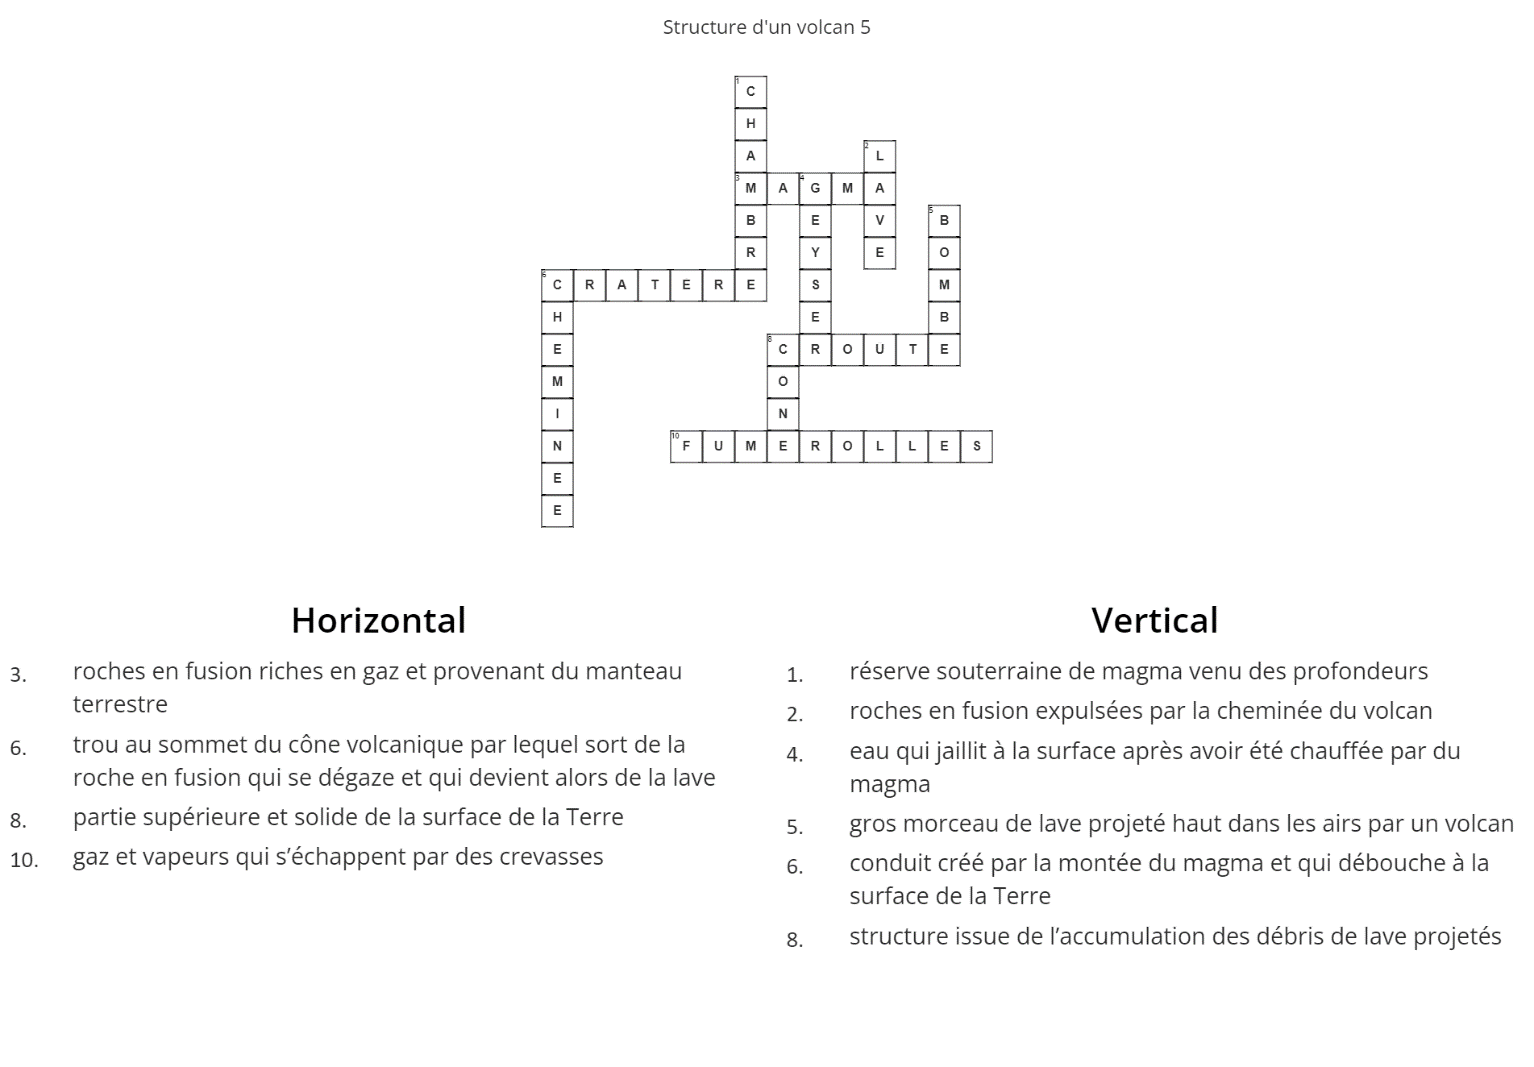 Structure d'un volcan 5
1
C
H
A 2 L
3 M A 4 G M A
B E V 5 B
R Y E O
6 C R A T E R E S M
H E B
E 8 C R O U T E
M O
I N
N 10 F U M E R O L L E S
E
E
Horizontal
3. roches en fusion riches en gaz et provenant du manteau
terrestre
6. trou au sommet du cône volcanique par lequel sort de la
roche en fusion qui se dégaze et qui devient alors de la lave
8. partie supérieure et solide de la surface de la Terre
10. gaz et vapeurs qui s’échappent par des crevasses
Vertical
1. réserve souterraine de magma venu des profondeurs
2. roches en fusion expulsées par la cheminée du volcan
4. eau qui jaillit à la surface après avoir été chauffée par du
magma
5. gros morceau de lave projeté haut dans les airs par un volcan
6. conduit créé par la montée du magma et qui débouche à la
surface de la Terre
8. structure issue de l’accumulation des débris de lave projetés